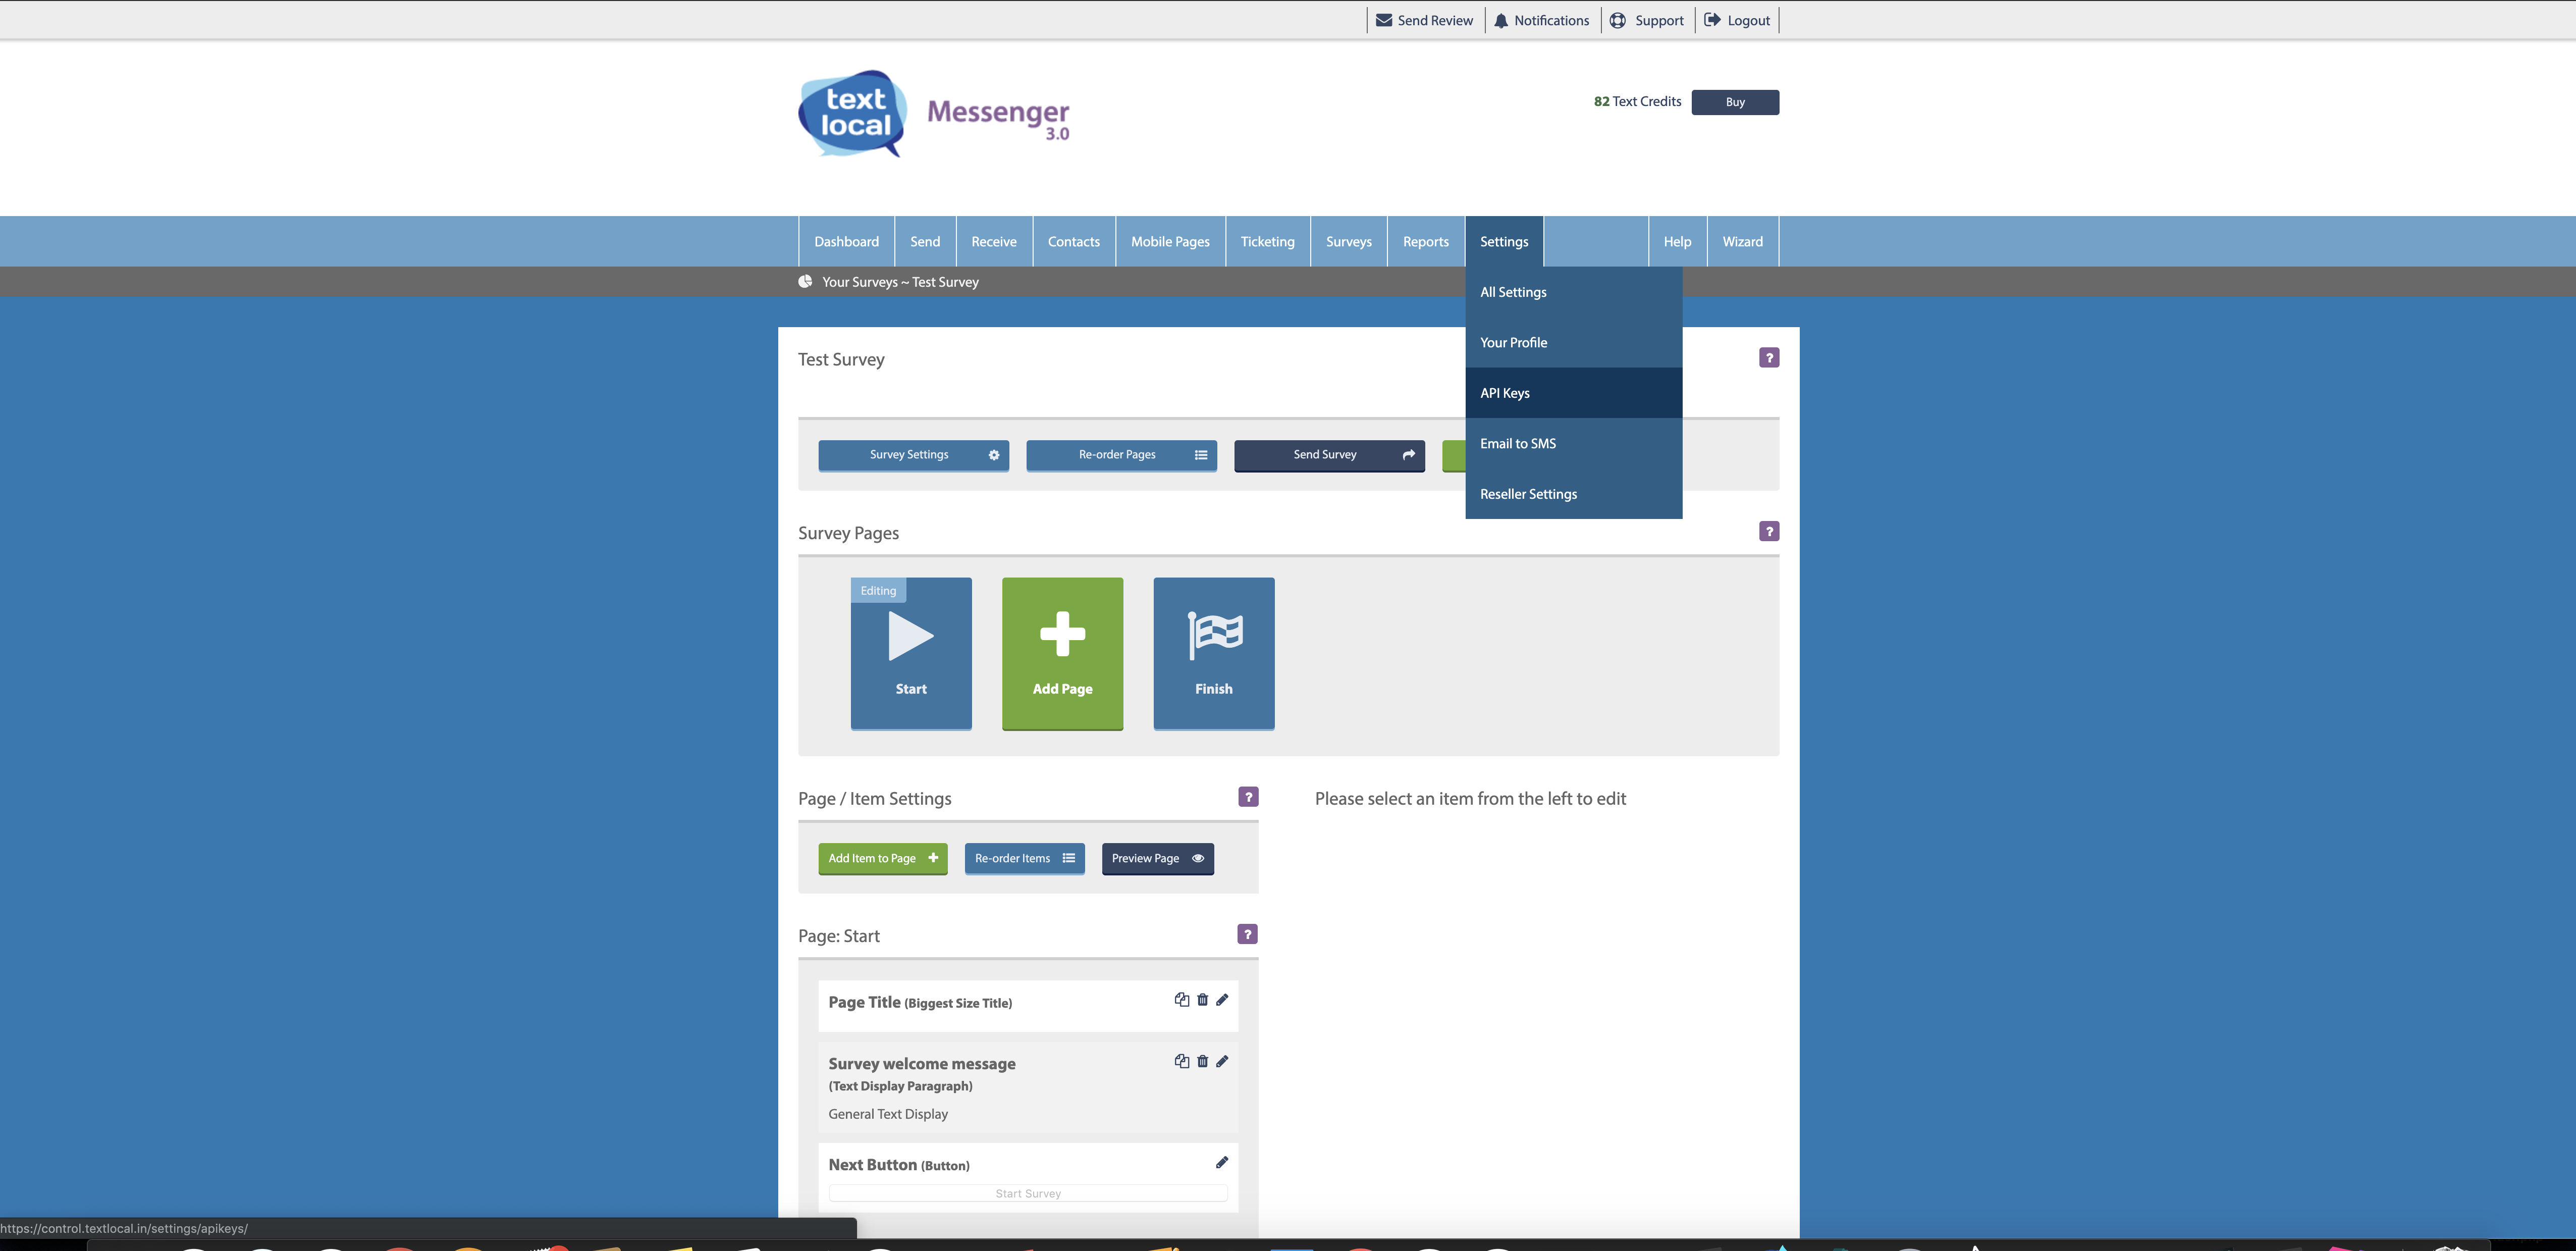 Send Review
Notifications
Support
Logout
text local
Messenger 3.0
82 Text Credits
Buy
Dashboard
Send
Receive
Contacts
Mobile Pages
Ticketing
Surveys
Reports
Settings
Help
Wizard
Your Surveys ~ Test Survey
All Settings
Your Profile
API Keys
Email to SMS
Reseller Settings
Test Survey
?
Survey Settings
Re-order Pages
Send Survey
Survey Pages
?
Editing
Start
Add Page
Finish
Page / Item Settings
?
Please select an item from the left to edit
Add Item to Page
Re-order Items
Preview Page
Page: Start
?
Page Title (Biggest Size Title)
Survey welcome message
(Text Display Paragraph)
General Text Display
Next Button (Button)
Start Survey
https://control.textlocal.in/settings/apikeys/